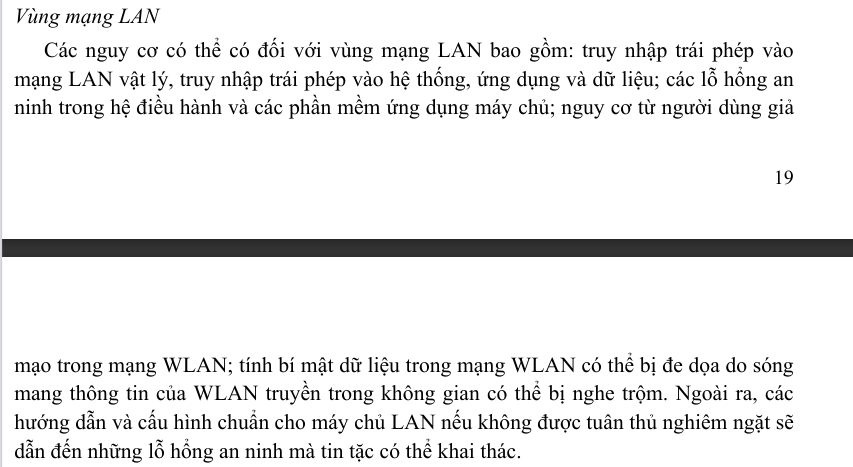 Vùng mạng LAN
Các nguy cơ có thể có đối với vùng mạng LAN bao gồm: truy nhập trái phép vào
mạng LAN vật lý, truy nhập trái phép vào hệ thống, ứng dụng và dữ liệu; các lỗ hổng an
ninh trong hệ điều hành và các phần mềm ứng dụng máy chủ; nguy cơ từ người dùng giả
19
mạo trong mạng WLAN; tính bí mật dữ liệu trong mạng WLAN có thể bị đe dọa do sóng
mang thông tin của WLAN truyền trong không gian có thể bị nghe trộm. Ngoài ra, các
hướng dẫn và cấu hình chuẩn cho máy chủ LAN nếu không được tuân thủ nghiêm ngặt sẽ
dẫn đến những lỗ hổng an ninh mà tin tặc có thể khai thác.